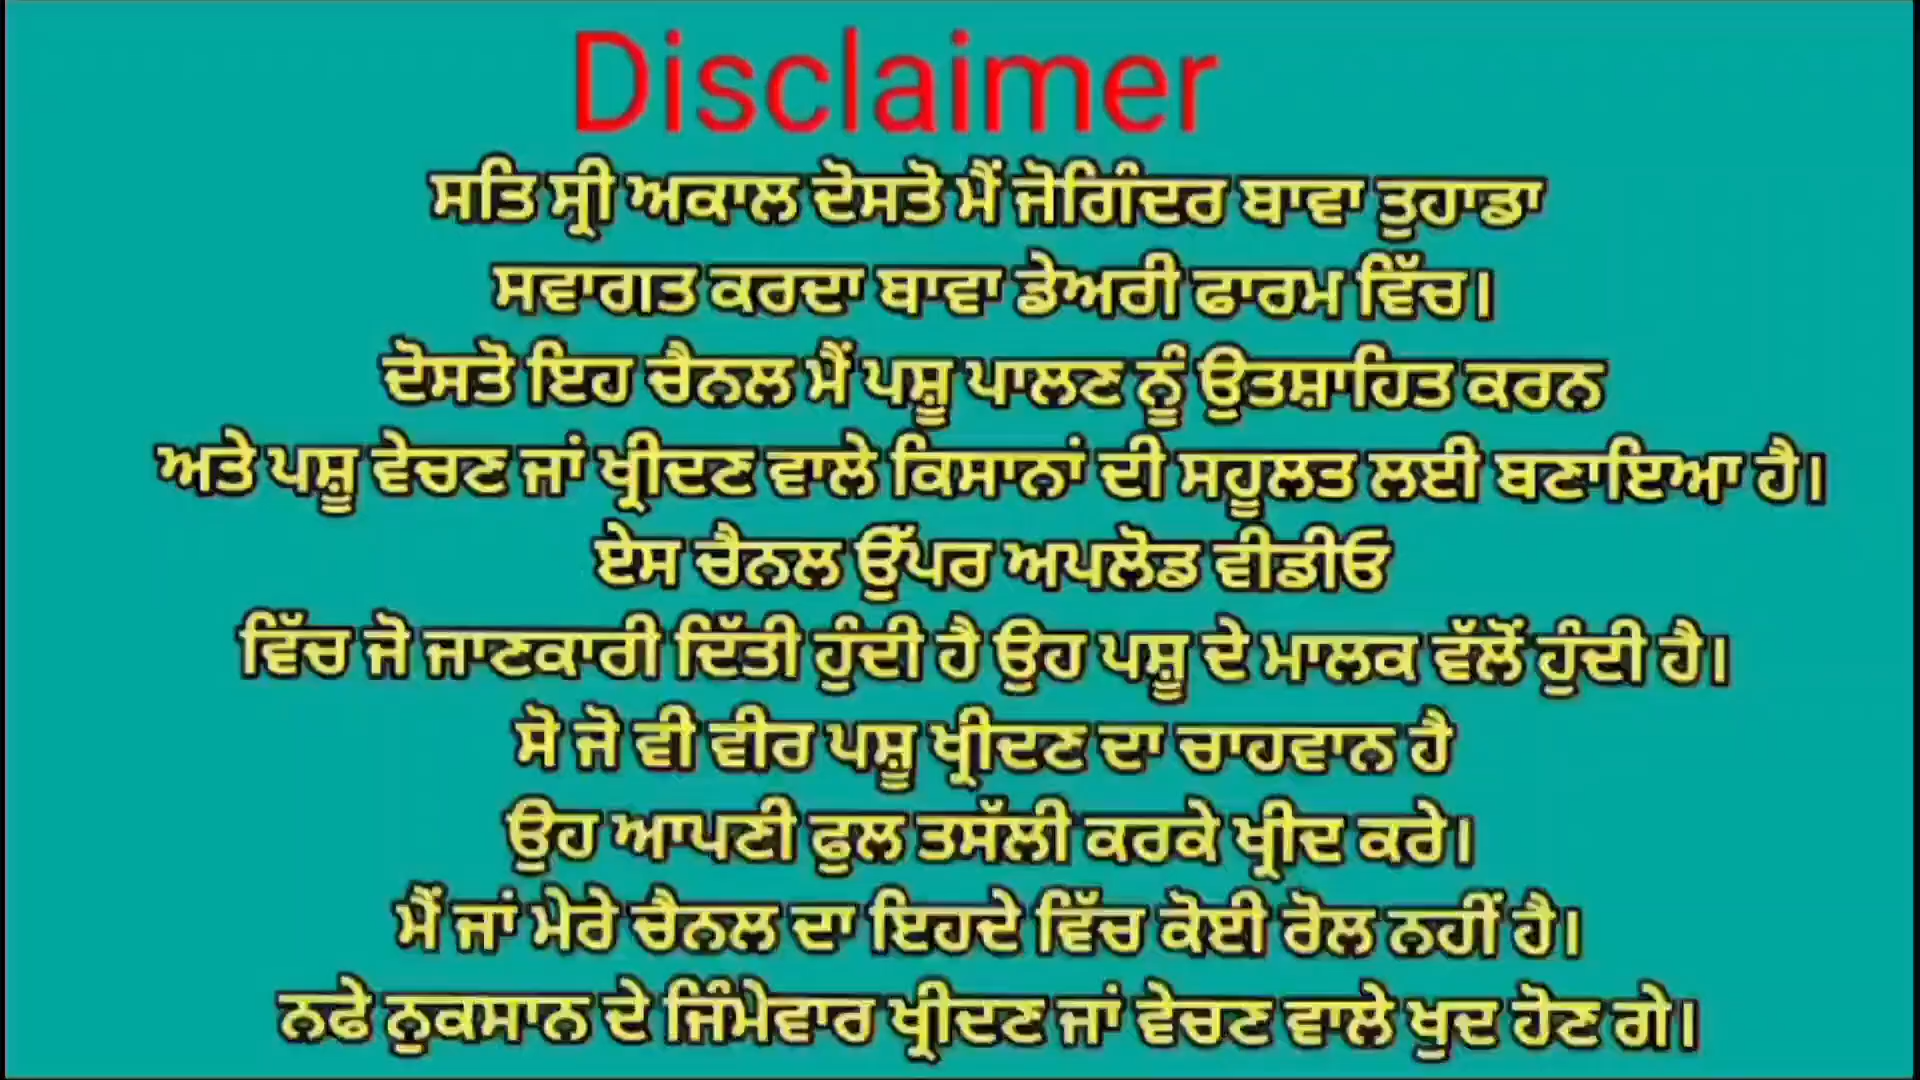 Disclaimer
ਸਤਿ ਸ੍ਰੀ ਅਕਾਲ ਦੋਸਤੋ ਮੈਂ ਜੋਗਿੰਦਰ ਬਾਵਾ ਤੁਹਾਡਾ
ਸਵਾਗਤ ਕਰਦਾ ਬਾਵਾ ਡੇਅਰੀ ਫਾਰਮ ਵਿੱਚ।
ਦੋਸਤੋ ਇਹ ਚੈਨਲ ਮੈਂ ਪਸ਼ੂ ਪਾਲਣ ਨੂੰ ਉਤਸ਼ਾਹਿਤ ਕਰਨ
ਅਤੇ ਪਸ਼ੂ ਵੇਚਣ ਜਾਂ ਖ੍ਰੀਦਣ ਵਾਲੇ ਕਿਸਾਨਾਂ ਦੀ ਸਹੂਲਤ ਲਈ ਬਣਾਇਆ ਹੈ।
ਏਸ ਚੈਨਲ ਉੱਪਰ ਅਪਲੋਡ ਵੀਡੀਓ
ਵਿੱਚ ਜੋ ਜਾਣਕਾਰੀ ਦਿੱਤੀ ਹੁੰਦੀ ਹੈ ਉਹ ਪਸ਼ੂ ਦੇ ਮਾਲਕ ਵੱਲੋਂ ਹੁੰਦੀ ਹੈ।
ਸੋ ਜੋ ਵੀ ਵੀਰ ਪਸ਼ੂ ਖ੍ਰੀਦਣ ਦਾ ਚਾਹਵਾਨ ਹੈ
ਉਹ ਆਪਣੀ ਫੁਲ ਤਸੱਲੀ ਕਰਕੇ ਖ੍ਰੀਦ ਕਰੇ।
ਮੈਂ ਜਾਂ ਮੇਰੇ ਚੈਨਲ ਦਾ ਇਹਦੇ ਵਿੱਚ ਕੋਈ ਰੋਲ ਨਹੀਂ ਹੈ।
ਨਫੇ ਨੁਕਸਾਨ ਦੇ ਜਿੰਮੇਵਾਰ ਖ੍ਰੀਦਣ ਜਾਂ ਵੇਚਣ ਵਾਲੇ ਖੁਦ ਹੋਣ ਗੇ।